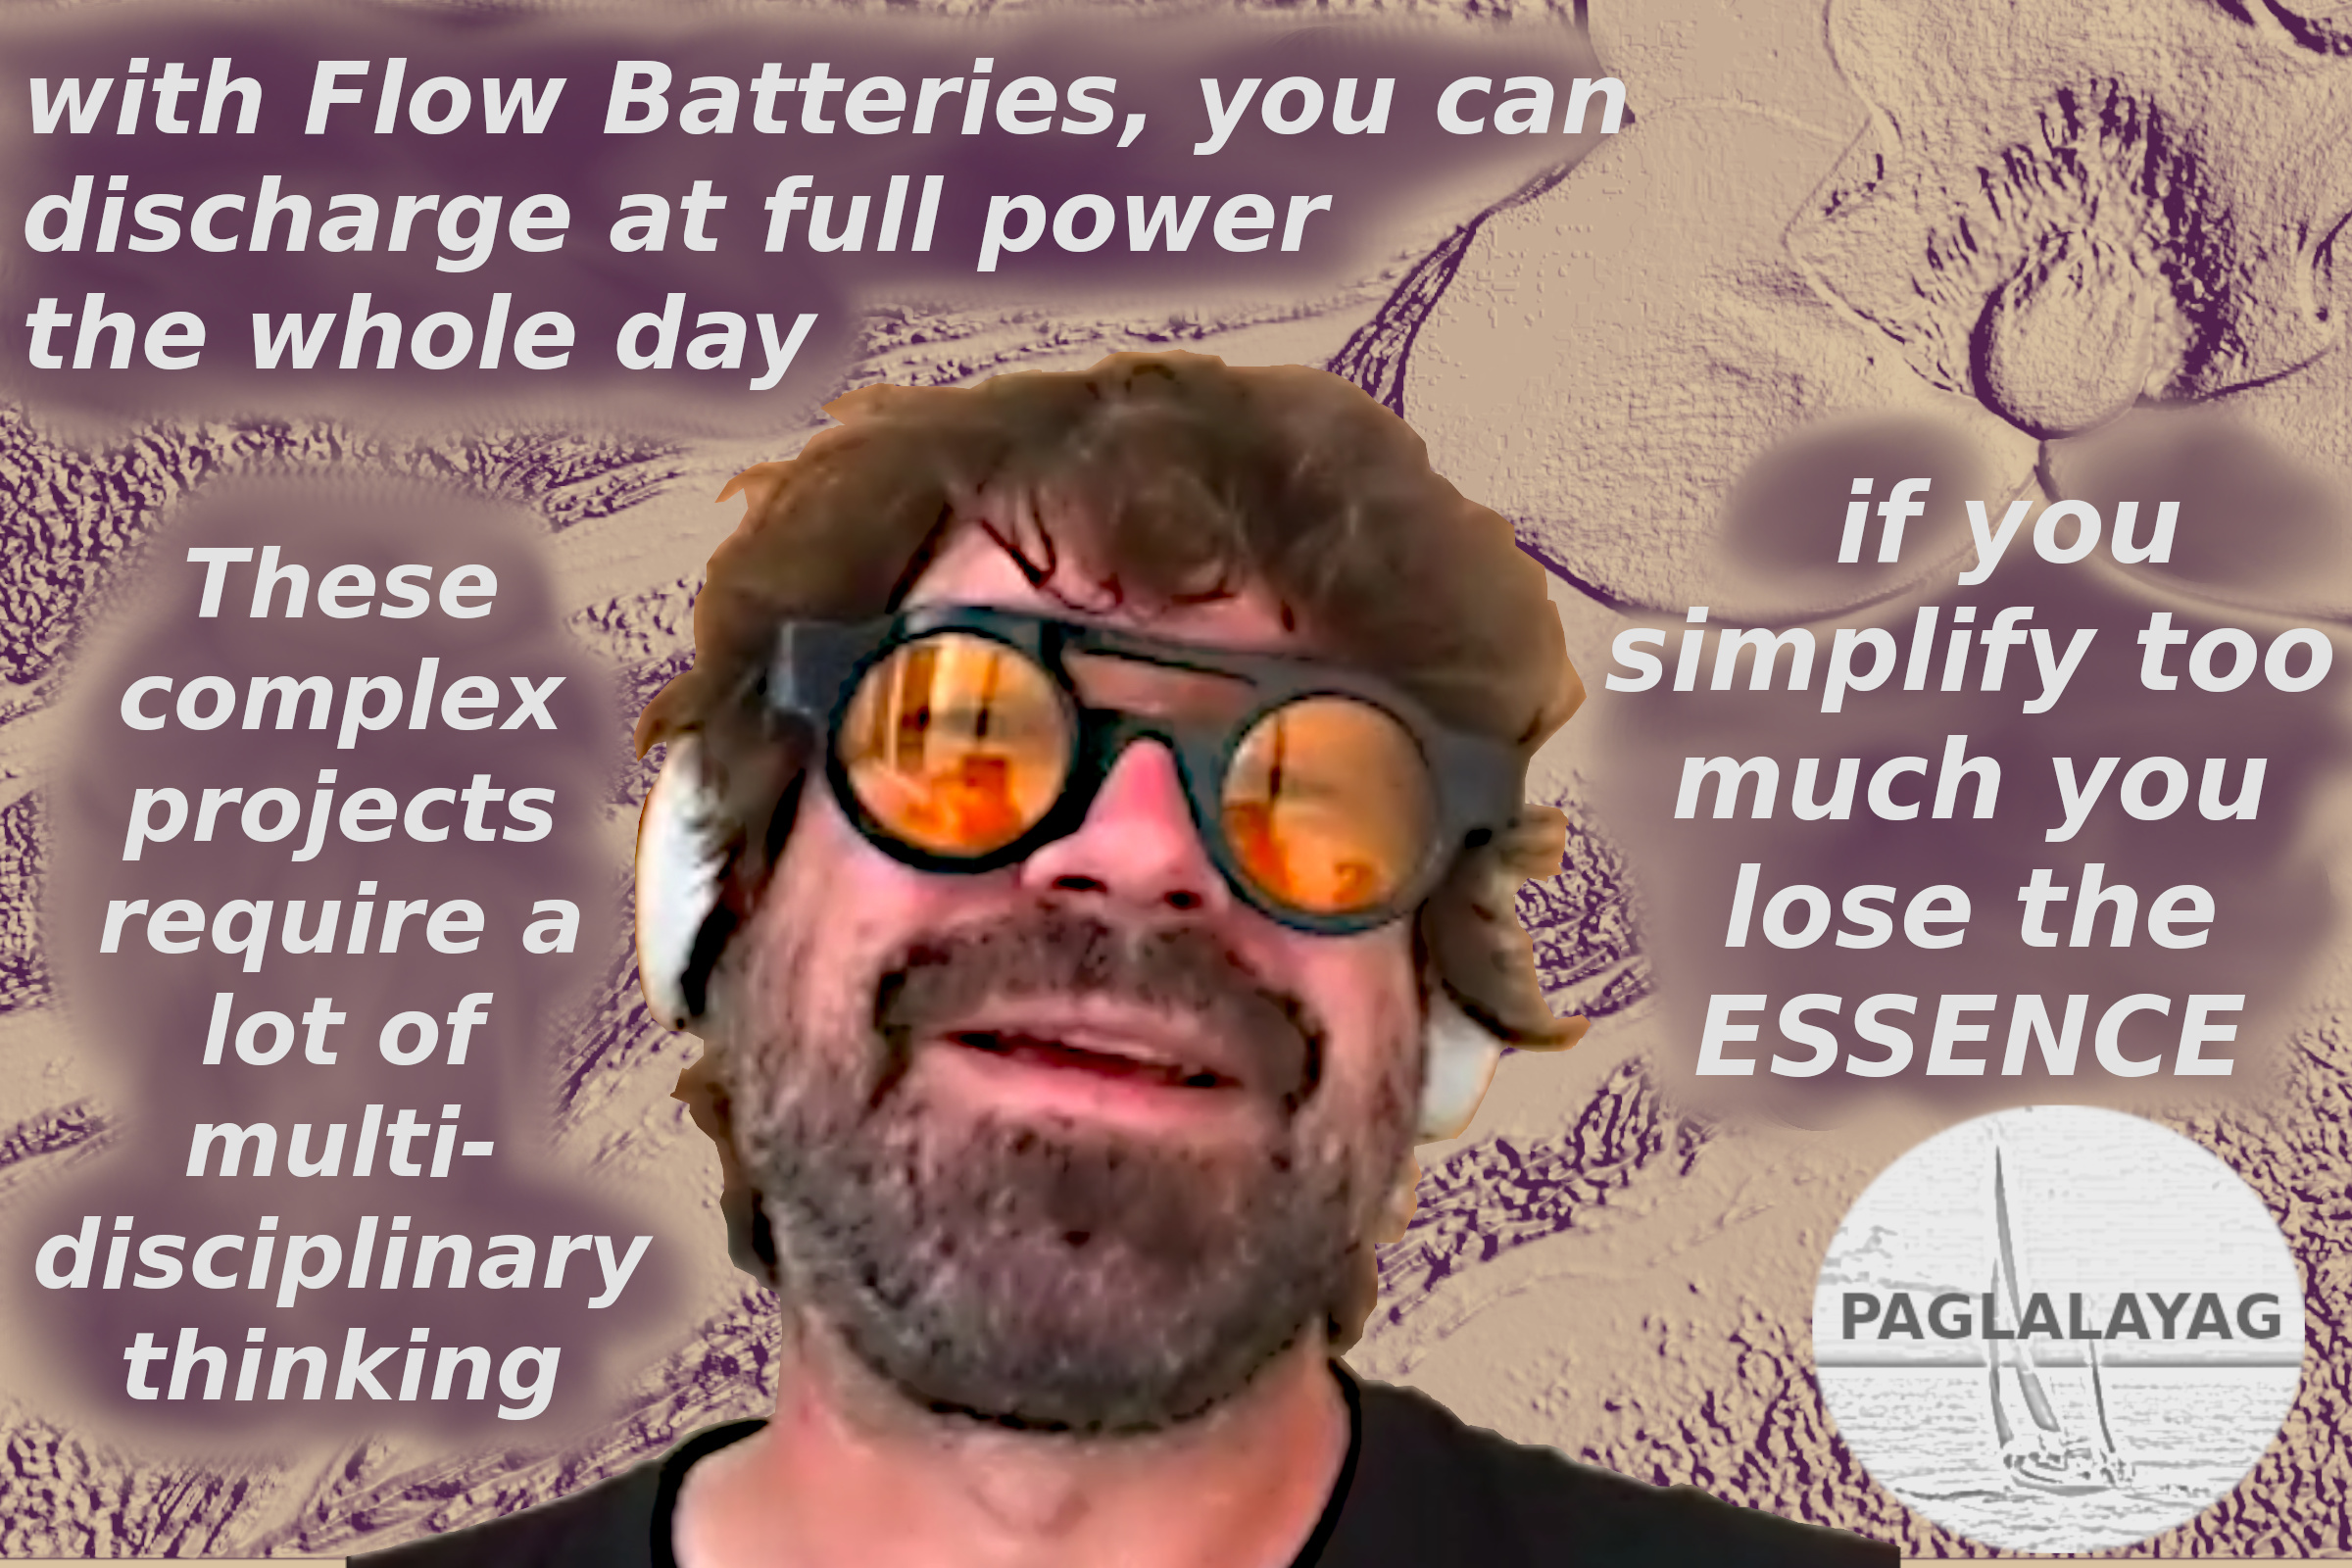 with Flow Batteries, you can
discharge at full power
the whole day
These
complex
projects
require a
lot of
multi-
disciplinary
thinking
if you
simplify too
much you
lose the
ESSENCE
PAGLALAYAG